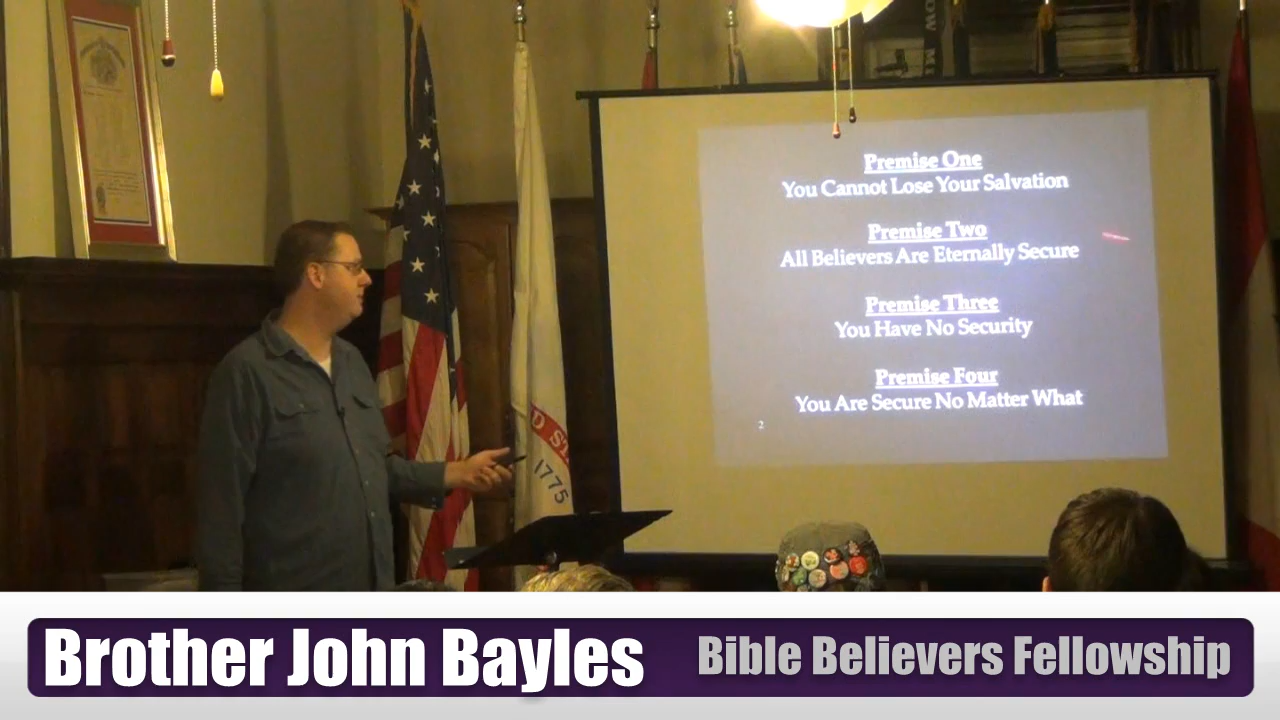 Premise One
You Cannot Lose Your Salvation
Premise Two
All Believers Are Eternally Secure
Premise Three
You Have No Security
Premise Four
You Are Secure No Matter What
2
D ST
1775
Brother John Bayles
Bible Believers Fellowship